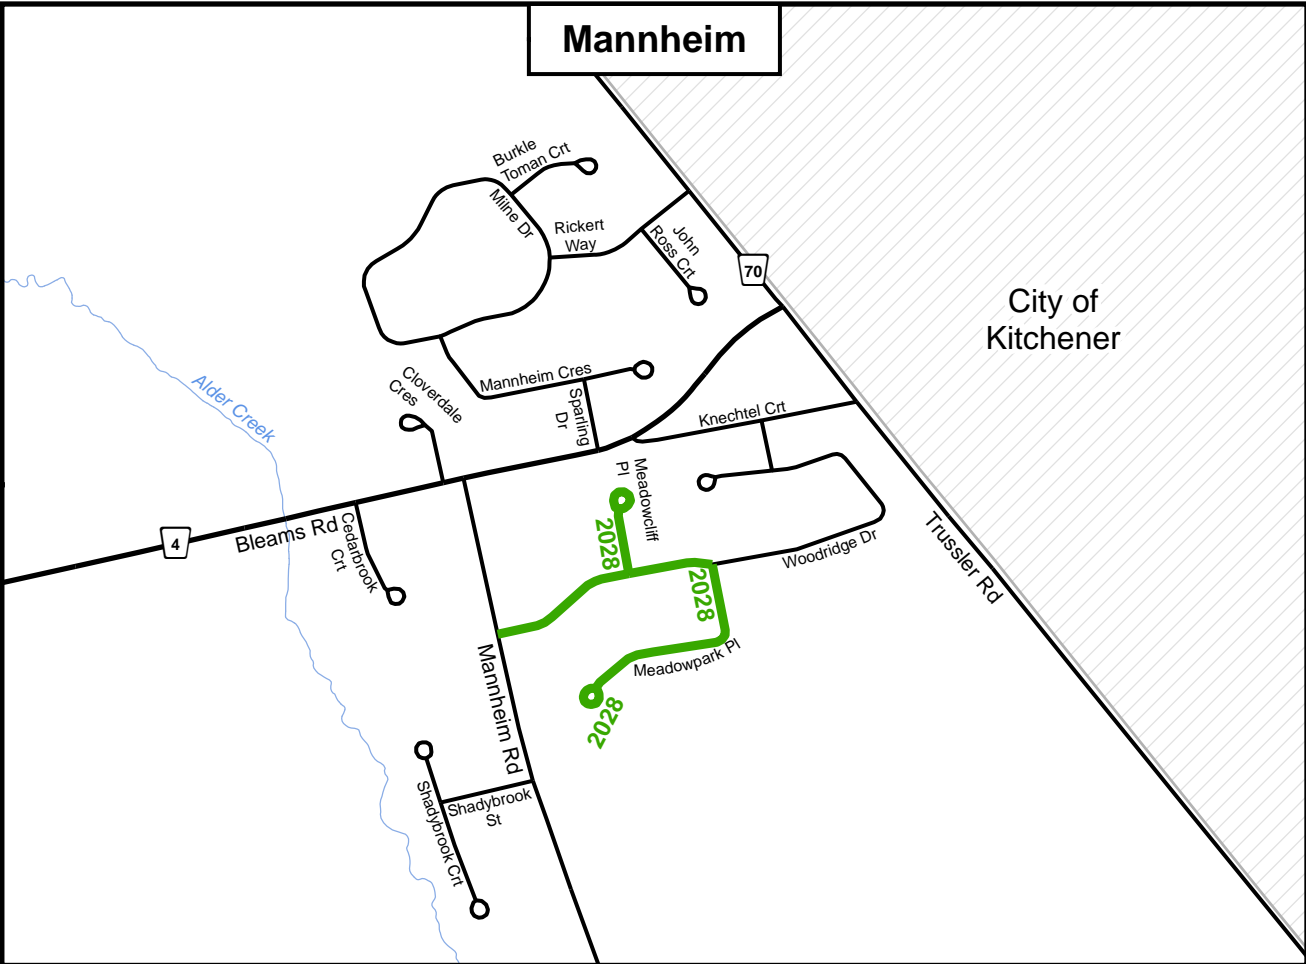 Mannheim
Burkle
Toman Crt
Milne Dr
Rickert
Way
John
Ross Crt
70
City of
Kitchener
Alder Creek
Cloverdale
Cres
Mannheim Cres
Sparling
Dr
Knechtel Crt
Meadowcliff
Pl
4
Bleams Rd
Cedarbrook
Crt
2028
2028
Woodridge Dr
Trussler Rd
Meadowpark Pl
2028
Mannheim Rd
Shadybrook
St
Shadybrook Crt